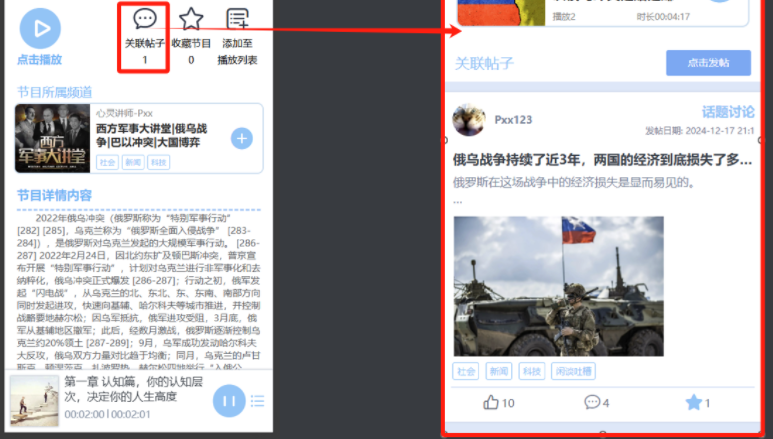 关联帖子
收藏节目
添加至
播放列表
1
0
点击播放
节目所属频道
心灵讲师-Pxx
西方军事大讲堂|俄乌战
争|巴以冲突|大国博弈
西方
军事大讲堂
社会
新闻
科技
节目详情内容
2022年俄乌冲突（俄罗斯称为“特别军事行动”
[282] [285]，乌克兰称为“俄罗斯全面入侵战争” [283-
284]），是俄罗斯对乌克兰发起的大规模军事行动。 [286-
287] 2022年2月24日，因北约东扩及顿巴斯冲突，普京宣
布开展“特别军事行动”，计划对乌克兰进行非军事化和去
纳粹化，俄乌冲突正式爆发 [286-287]；行动之初，俄军发
起“闪电战”，从乌克兰的北、东北、东、东南、南部方向
同时发起进攻，快速向基辅、哈尔科夫等城市推进，并控制
战略要地赫尔松；因乌军抵抗，俄军进攻受阻，3月底，俄
军从基辅地区撤军；此后，经数月激战，俄罗斯逐渐控制乌
克兰约20%领土 [287-289]；9月，乌军成功发动哈尔科夫
大反攻，俄乌双方力量对比趋于均衡；同月，乌克兰的卢甘
第一章 认知篇，你的认知层
次，决定你的人生高度
00:02:00 | 00:02:01
播放2
时长00:04:17
关联帖子
点击发帖
Pxx123
话题讨论
发帖日期: 2024-12-17 21:1
俄乌战争持续了近3年，两国的经济到底损失了多...
俄罗斯在这场战争中的经济损失是显而易见的。
...
社会
新闻
科技
闲谈吐槽
10
4
1